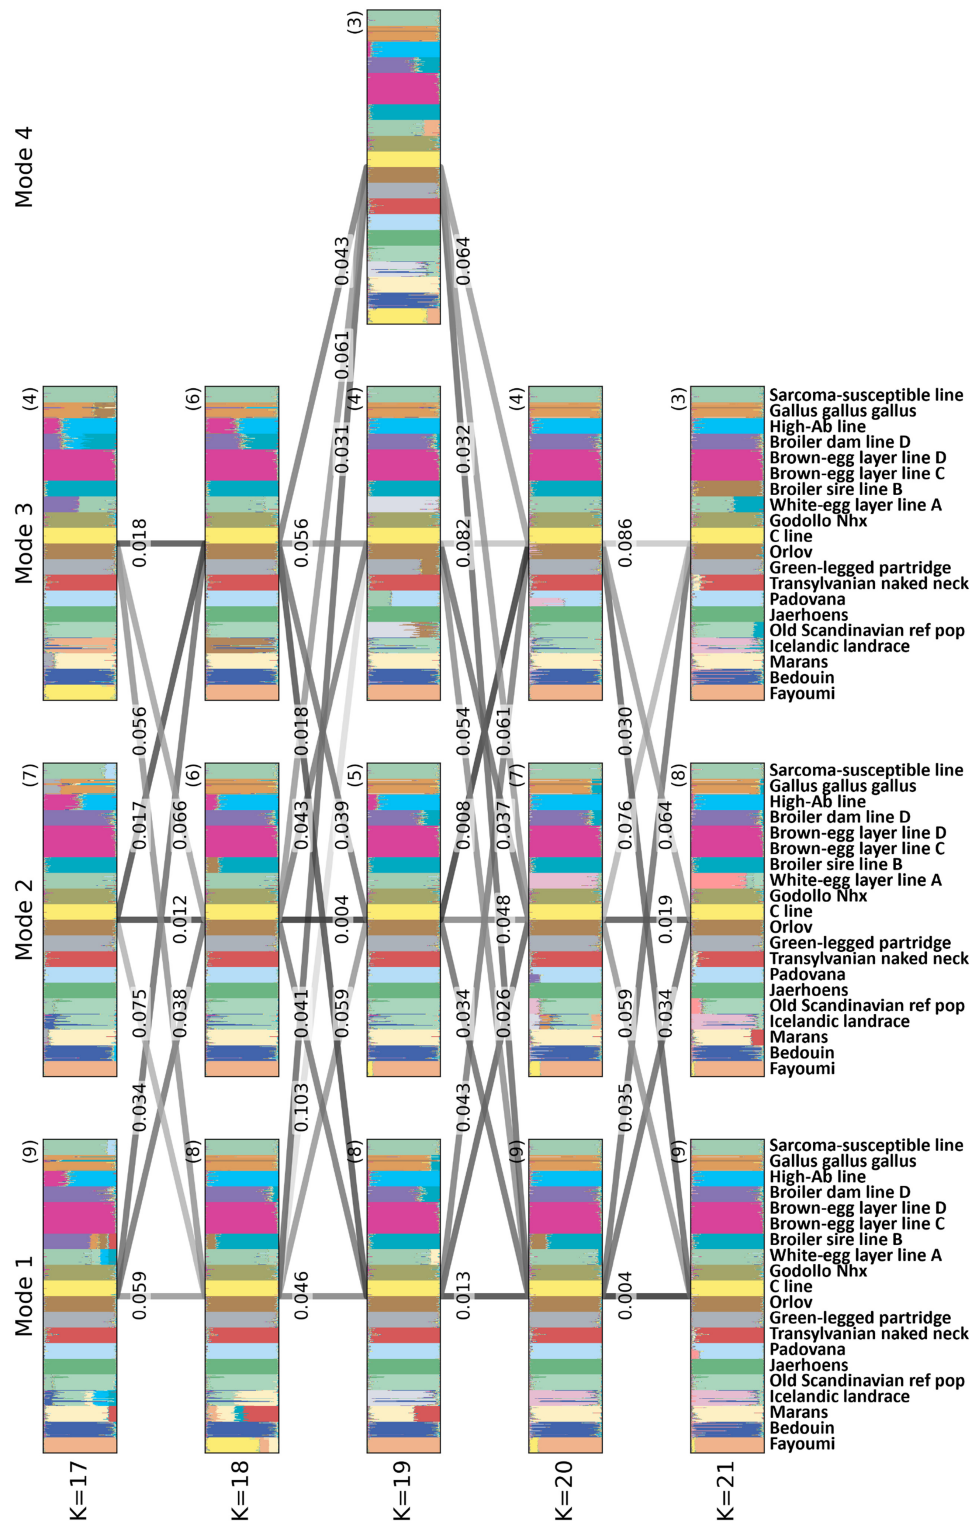 Mode 1
Mode 2
Mode 3
Mode 4
K=17
(9)
(7)
(4)
0.059
0.034
0.075
0.038
0.012
0.017
0.066
0.056
0.018
K=18
(8)
(6)
(6)
0.046
0.103
0.041
0.059
0.043
0.004
0.039
0.018
0.056
0.031
0.061
0.043
K=19
(8)
(5)
(4)
(3)
0.013
0.043
0.034
0.026
0.048
0.008
0.037
0.054
0.061
0.082
0.032
0.064
K=20
(9)
(7)
(4)
0.004
0.035
0.059
0.034
0.019
0.076
0.064
0.030
0.086
K=21
(9)
(8)
(3)
Fayoumi
Bedouin
Marans
Icelandic landrace
Old Scandinavian ref pop
Jaerhoens
Padovana
Transylvanian naked neck
Green-legged partridge
Orlov
C line
Godollo Nhx
White-egg layer line A
Broiler sire line B
Brown-egg layer line C
Brown-egg layer line D
Broiler dam line D
High-Ab line
Gallus gallus gallus
Sarcoma-susceptible line
Fayoumi
Bedouin
Marans
Icelandic landrace
Old Scandinavian ref pop
Jaerhoens
Padovana
Transylvanian naked neck
Green-legged partridge
Orlov
C line
Godollo Nhx
White-egg layer line A
Broiler sire line B
Brown-egg layer line C
Brown-egg layer line D
Broiler dam line D
High-Ab line
Gallus gallus gallus
Sarcoma-susceptible line
Fayoumi
Bedouin
Marans
Icelandic landrace
Old Scandinavian ref pop
Jaerhoens
Padovana
Transylvanian naked neck
Green-legged partridge
Orlov
C line
Godollo Nhx
White-egg layer line A
Broiler sire line B
Brown-egg layer line C
Brown-egg layer line D
Broiler dam line D
High-Ab line
Gallus gallus gallus
Sarcoma-susceptible line